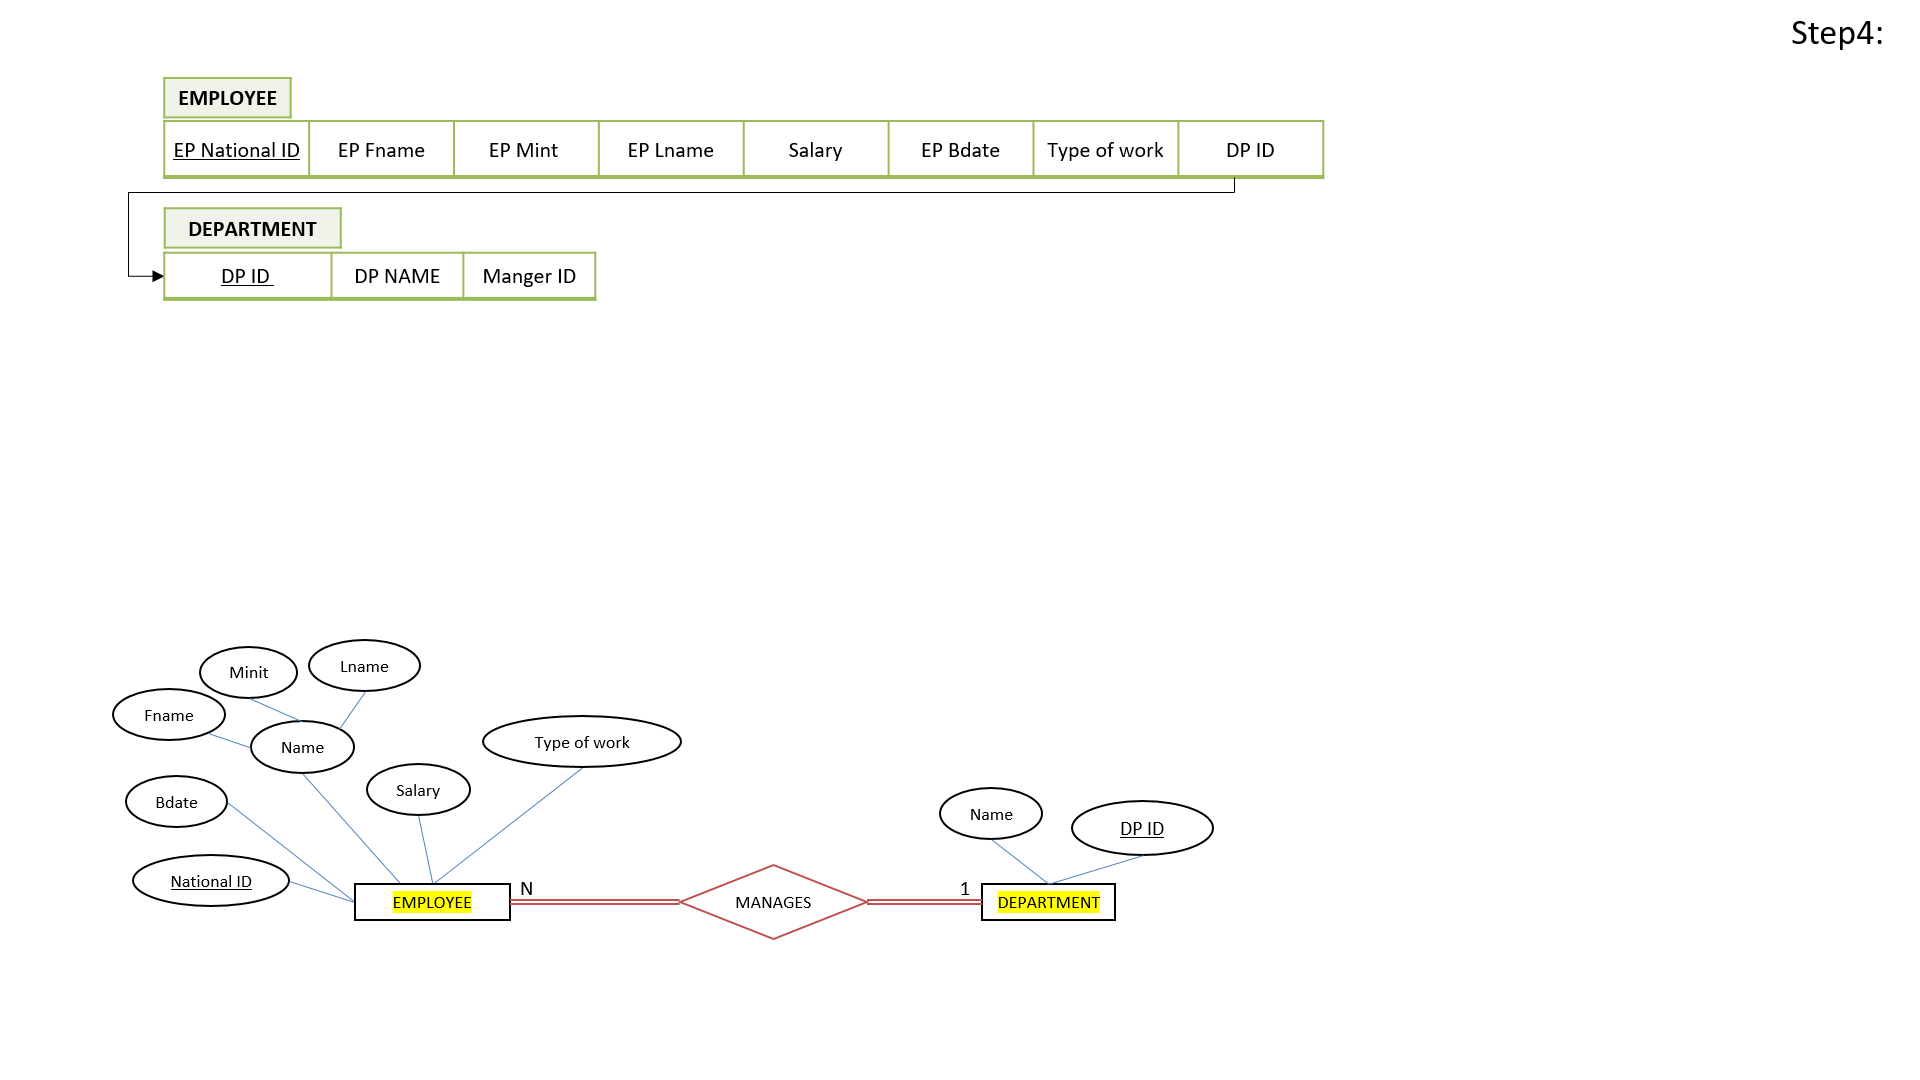 Step4:
EMPLOYEE
EP National ID EP Fname EP Mint EP Lname Salary EP Bdate Type of work DP ID
DEPARTMENT
DP ID DP NAME Manger ID
Minit
Lname
Fname
Name
Type of work
Salary
Bdate
National ID
Name
DP ID
EMPLOYEE
N
MANAGES
1
DEPARTMENT